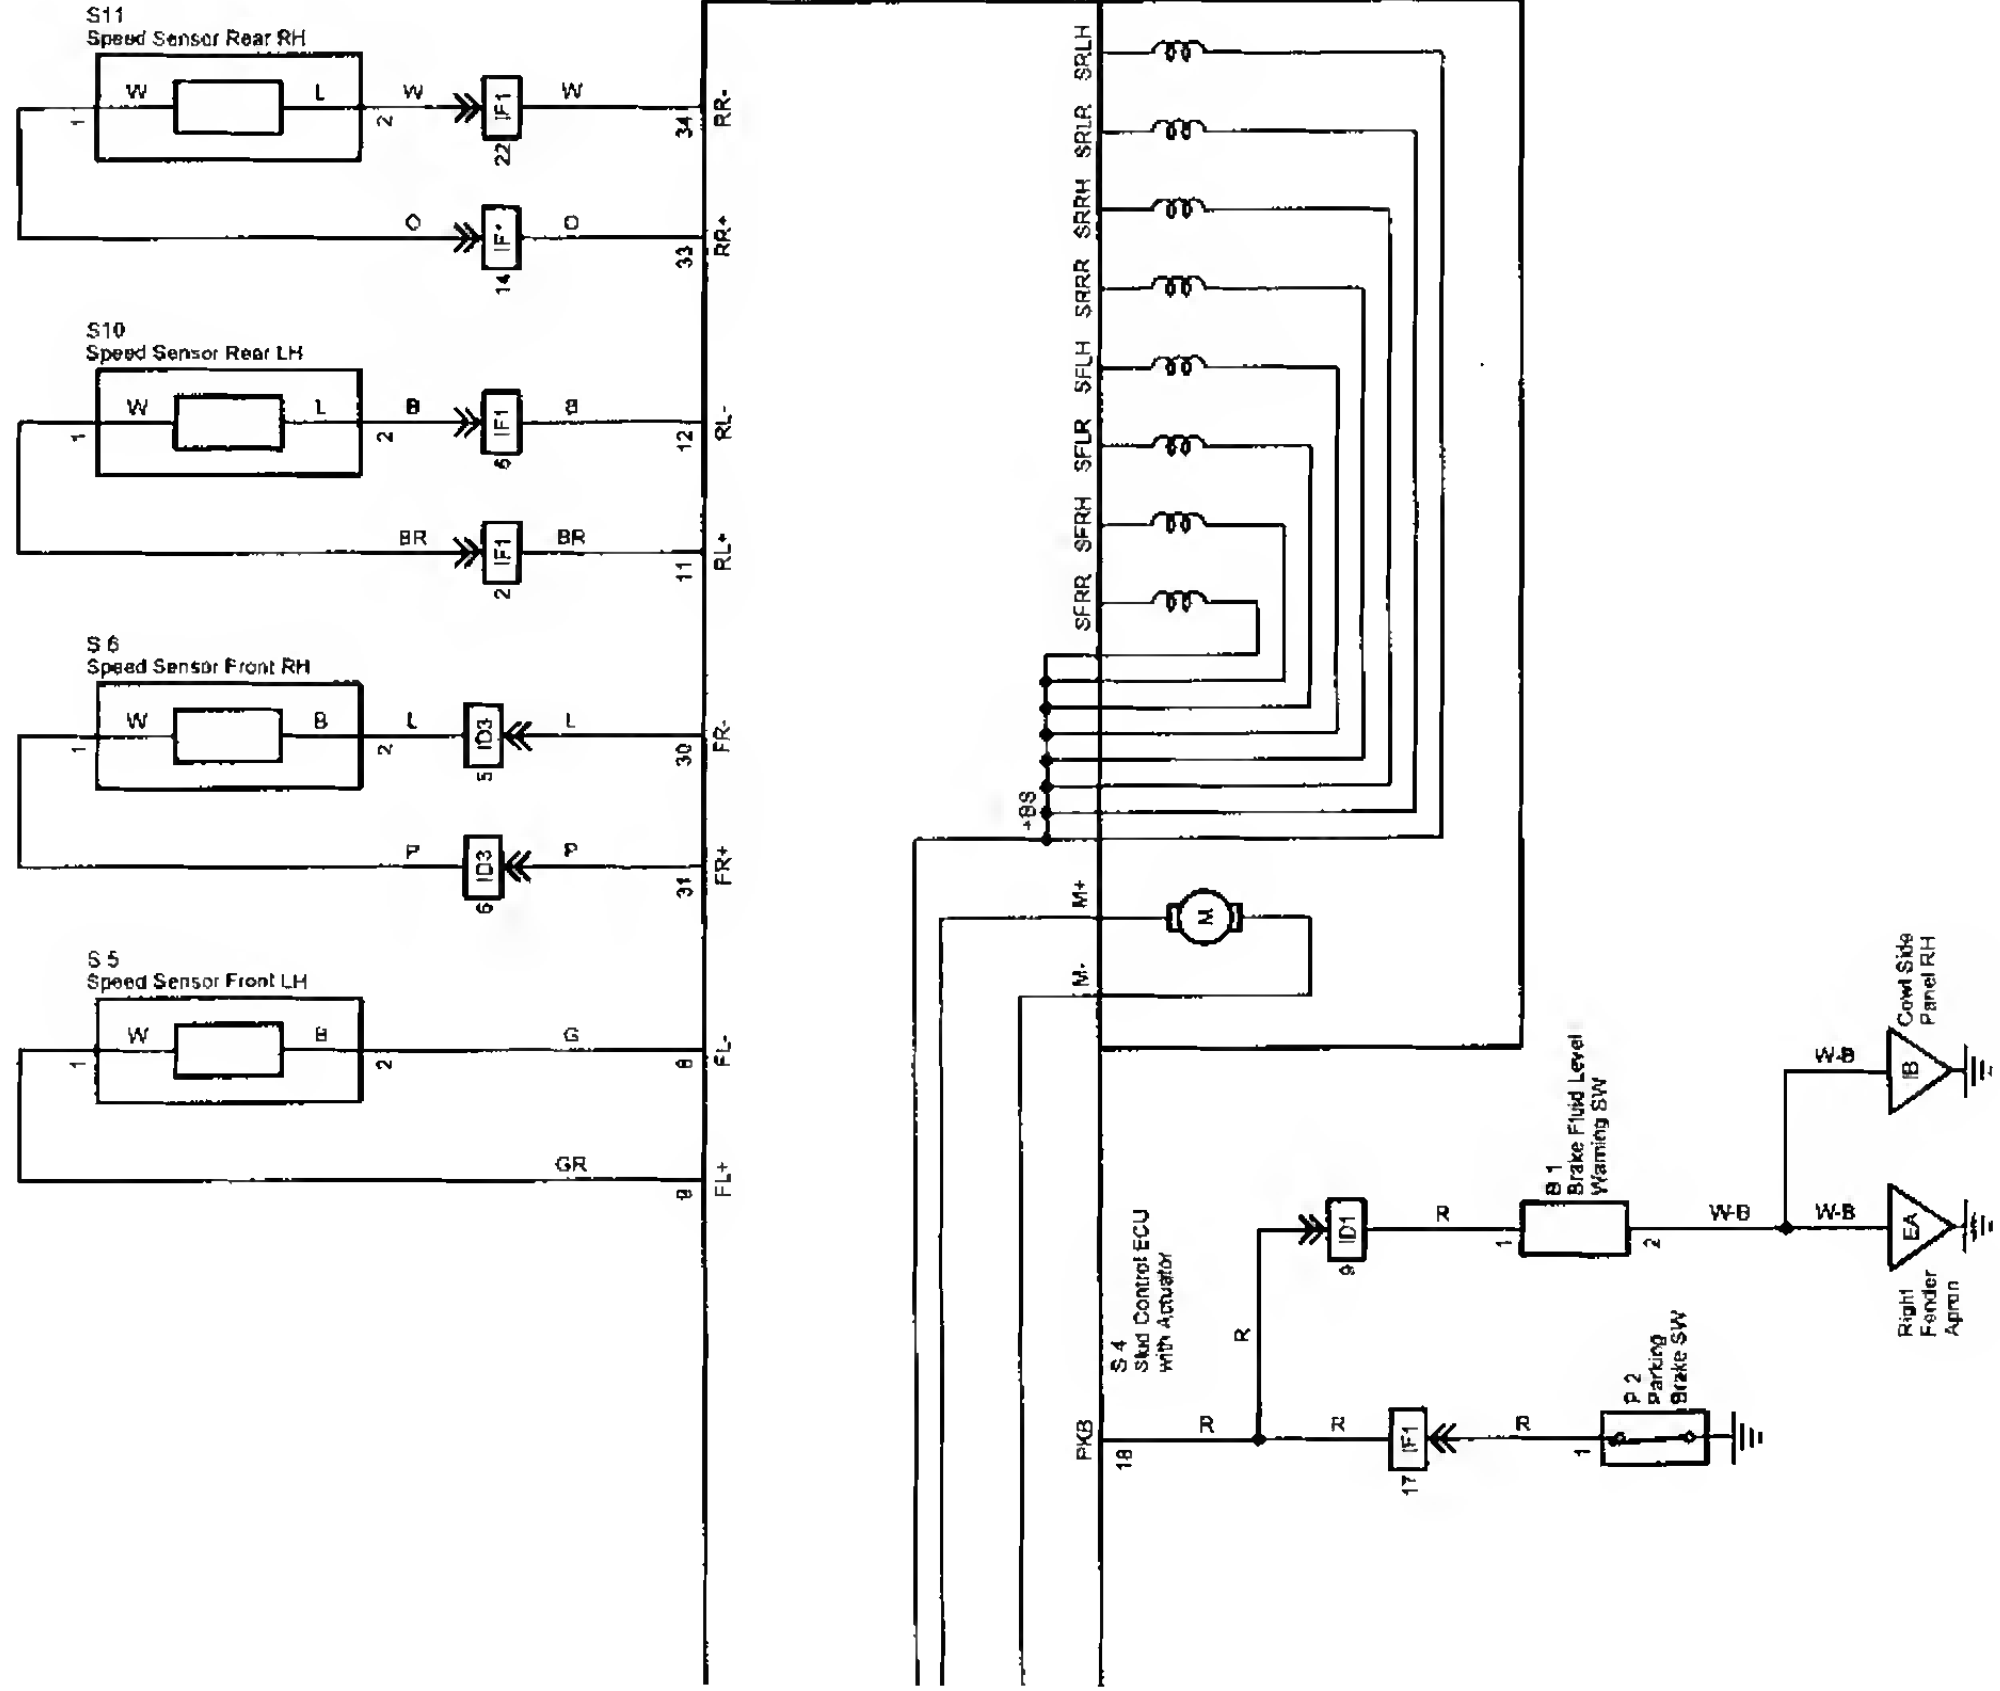 S11
Speed Sensor Rear RH
W
L
1
2
W
IF1
22
W
34
RR-
O
14
O
33
RR+
S10
Speed Sensor Rear LH
W
L
1
2
B
IF1
6
B
12
RL-
BR
IF1
2
BR
11
RL+
S 6
Speed Sensor Front RH
W
B
1
2
L
ID3
5
L
30
FR-
P
ID3
6
P
31
FR+
S 5
Speed Sensor Front LH
W
B
1
2
G
8
FL-
GR
9
FL+
SRLH
SRLR
SRRH
SRRR
SFLH
SFLR
SFRH
SFRR
+BS
M+
M
M-
S 4
Skid Control ECU
with Actuator
PKB
18
R
R
R
IF1
17
R
1
P 2
Parking
Brake SW
ID1
9
R
1
2
B 1
Brake Fluid Level
Warning SW
W-B
W-B
W-B
IB
Cowl Side
Panel RH
EA
Right
Fender
Apron